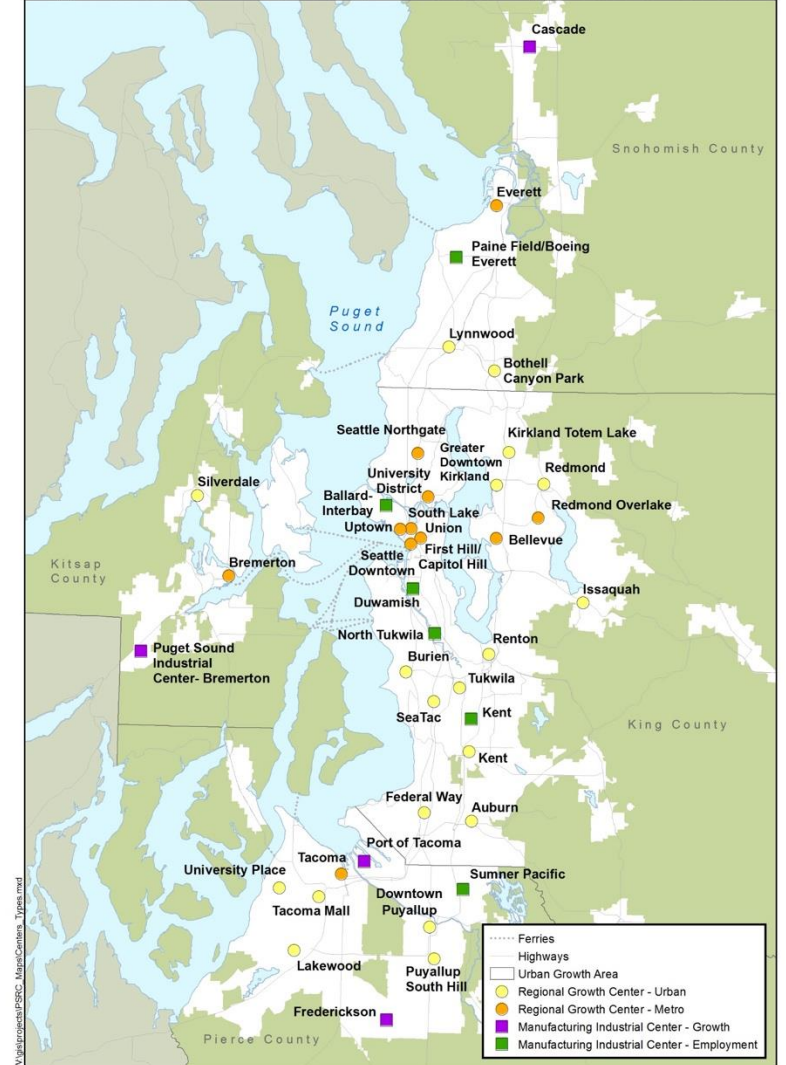 Cascade
Snohomish County
Everett
Paine Field/Boeing
Everett
Puget
Sound
Lynnwood
Bothell
Canyon Park
Seattle Northgate
Kirkland Totem Lake
Greater
Downtown
Kirkland
University
District
Redmond
Silverdale
Ballard-
Interbay
South Lake
Union
Redmond Overlake
Uptown
Bellevue
First Hill/
Capitol Hill
Seattle
Downtown
Kitsap
County
Bremerton
Issaquah
Duwamish
North Tukwila
Puget Sound
Industrial
Center- Bremerton
Renton
Burien
Tukwila
SeaTac
Kent
King County
Kent
Federal Way
Auburn
Port of Tacoma
Tacoma
University Place
Sumner Pacific
Tacoma Mall
Downtown
Puyallup
Lakewood
Puyallup
South Hill
Frederickson
Pierce County
Ferries
Highways
Urban Growth Area
Regional Growth Center - Urban
Regional Growth Center - Metro
Manufacturing Industrial Center - Growth
Manufacturing Industrial Center - Employment
V:\gis\projects\PSRC_Maps\Centers_Types.mxd